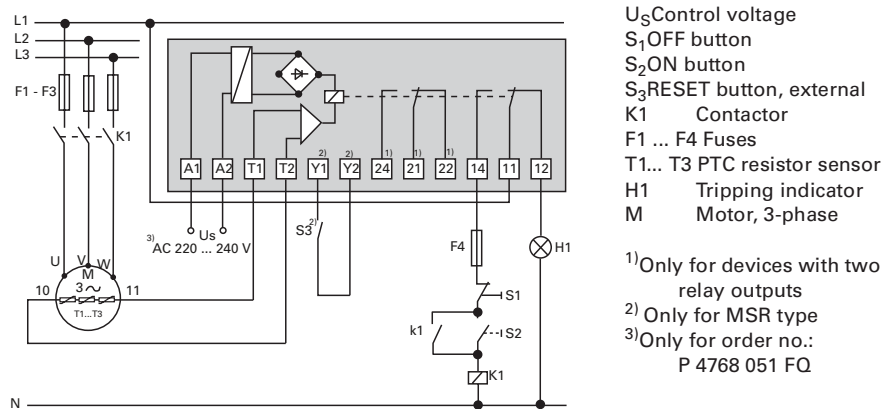 L1
L2
L3
F1 - F3
K1
A1 A2 T1 T2 Y1 2) Y2 2) 24 1) 21 1) 22 1) 14 11 12
3) AC 220 ... 240 V
Us
S3 2)
F4
H1
U V W
M
3
10 11
T1...T3
S1
k1
S2
K1
N
USControl voltage
S1OFF button
S2ON button
S3RESET button, external
K1 Contactor
F1 ... F4 Fuses
T1... T3 PTC resistor sensor
H1 Tripping indicator
M Motor, 3-phase
1)Only for devices with two
relay outputs
2) Only for MSR type
3)Only for order no.:
P 4768 051 FQ